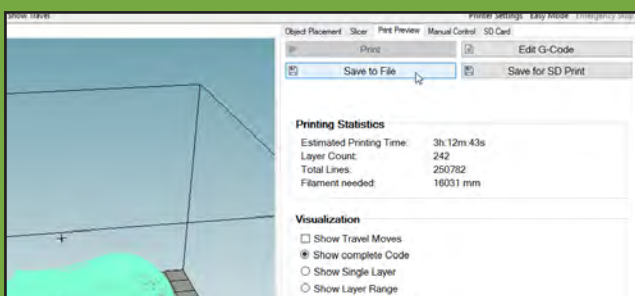 Show Travel
Printer Settings Easy Mode Emergency Stop
Object Placement Slicer Print Preview Manual Control SD Card
Print Edit G-Code
Save to File Save for SD Print
Printing Statistics
Estimated Printing Time: 3h:12m:43s
Layer Count: 242
Total Lines: 250782
Filament needed: 16031 mm
Visualization
Show Travel Moves
Show complete Code
Show Single Layer
Show Layer Range